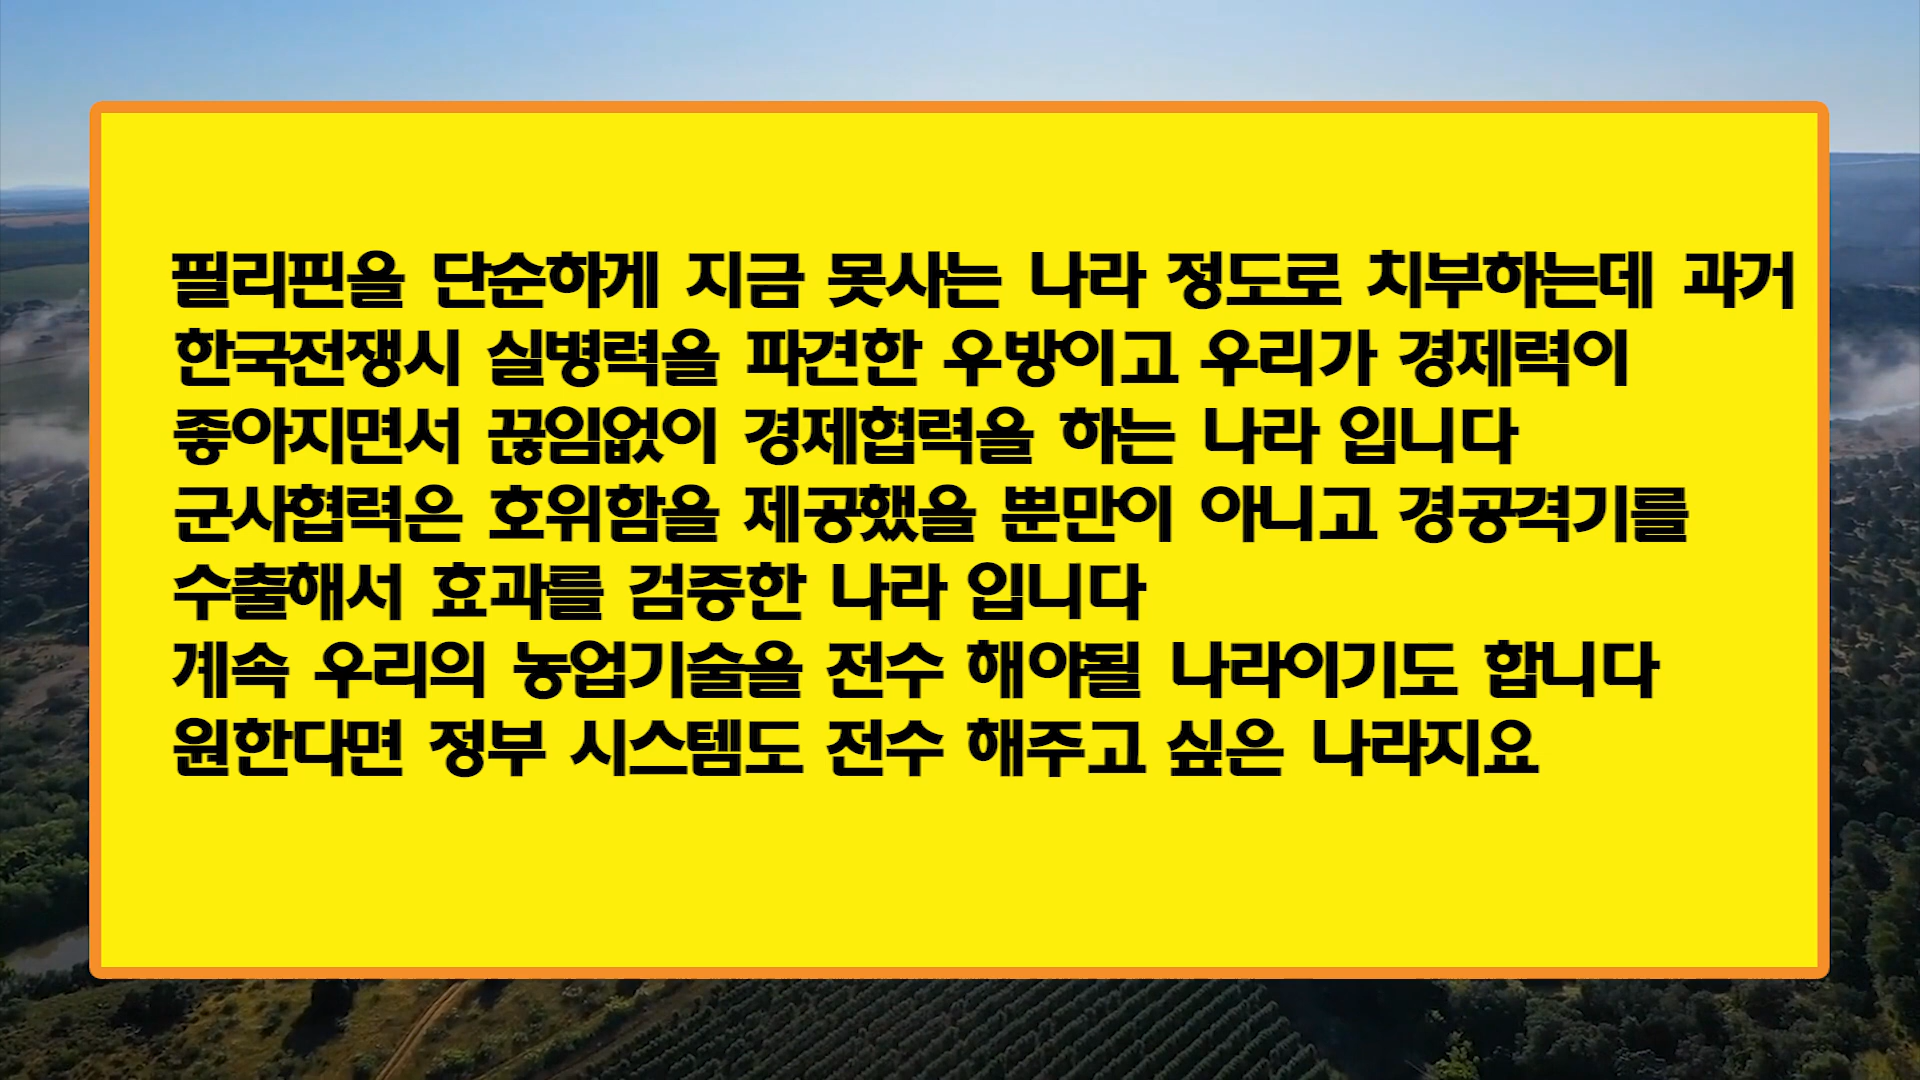 필리핀을 단순하게 지금 못사는 나라 정도로 치부하는데 과거
한국전쟁시 실병력을 파견한 우방이고 우리가 경제력이
좋아지면서 끊임없이 경제협력을 하는 나라 입니다
군사협력은 호위함을 제공했을 뿐만이 아니고 경공격기를
수출해서 효과를 검증한 나라 입니다
계속 우리의 농업기술을 전수 해야될 나라이기도 합니다
원한다면 정부 시스템도 전수 해주고 싶은 나라지요